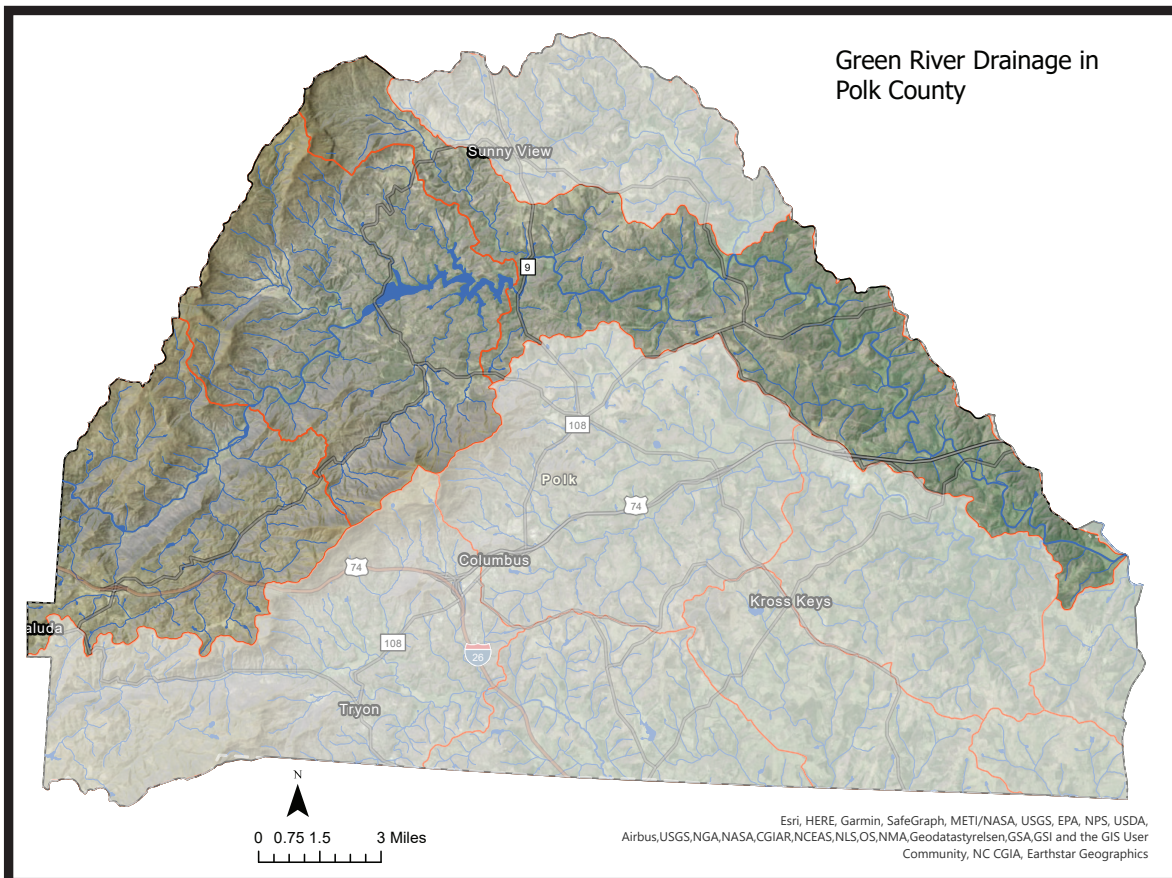 Green River Drainage in
Polk County
Sunny View
9
108
Polk
74
Columbus
74
Kross Keys
aluda
108
26
Tryon
N
0 0.75 1.5 3 Miles
Esri, HERE, Garmin, SafeGraph, METI/NASA, USGS, EPA, NPS, USDA,
Airbus,USGS,NGA,NASA,CGIAR,NCEAS,NLS,OS,NMA,Geodatastyrelsen,GSA,GSI and the GIS User
Community, NC CGIA, Earthstar Geographics